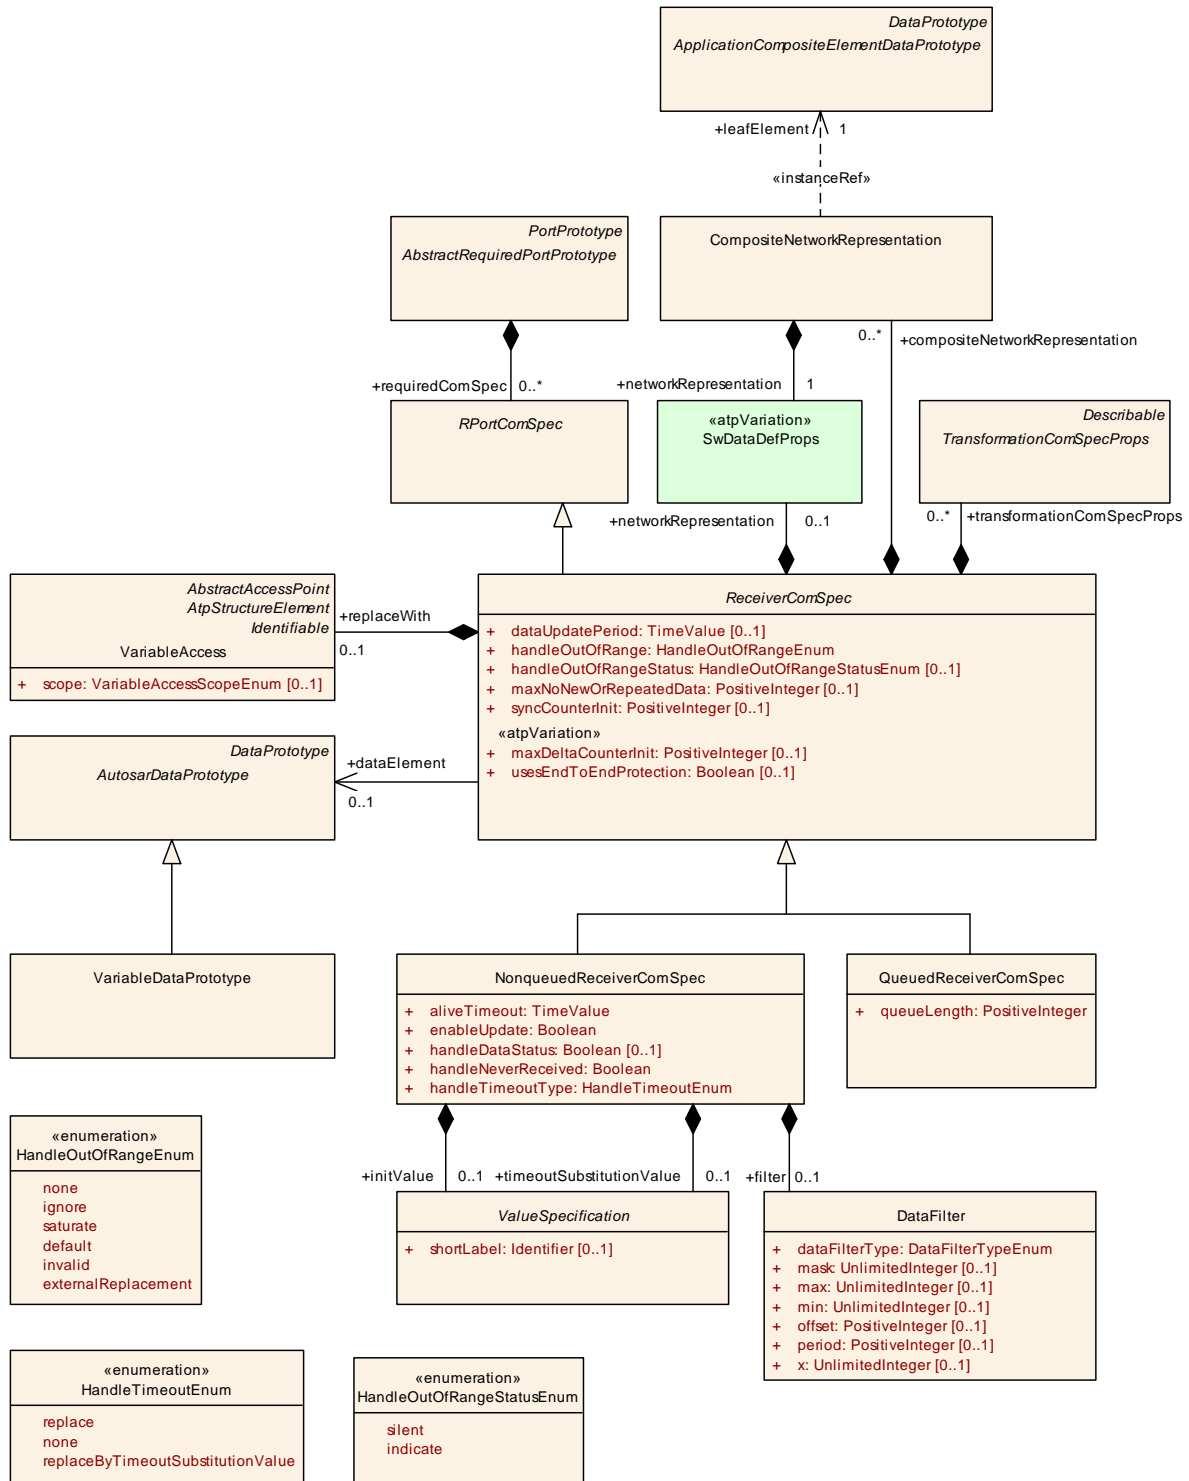 DataPrototype
ApplicationCompositeElementDataPrototype
+leafElement 1
«instanceRef»
PortPrototype
AbstractRequiredPortPrototype
CompositeNetworkRepresentation
0..* +compositeNetworkRepresentation
+requiredComSpec 0..*
+networkRepresentation 1
RPortComSpec
«atpVariation»
SwDataDefProps
Describable
TransformationComSpecProps
+networkRepresentation 0..1
0..* +transformationComSpecProps
AbstractAccessPoint
AtpStructureElement
Identifiable
VariableAccess
+ scope: VariableAccessScopeEnum [0..1]
+replaceWith
0..1
ReceiverComSpec
+ dataUpdatePeriod: TimeValue [0..1]
+ handleOutOfRange: HandleOutOfRangeEnum
+ handleOutOfRangeStatus: HandleOutOfRangeStatusEnum [0..1]
+ maxNoNewOrRepeatedData: PositiveInteger [0..1]
+ syncCounterInit: PositiveInteger [0..1]
«atpVariation»
+ maxDeltaCounterInit: PositiveInteger [0..1]
+ usesEndToEndProtection: Boolean [0..1]
DataPrototype
AutosarDataPrototype
+dataElement
0..1
VariableDataPrototype
NonqueuedReceiverComSpec
+ aliveTimeout: TimeValue
+ enableUpdate: Boolean
+ handleDataStatus: Boolean [0..1]
+ handleNeverReceived: Boolean
+ handleTimeoutType: HandleTimeoutEnum
QueuedReceiverComSpec
+ queueLength: PositiveInteger
«enumeration»
HandleOutOfRangeEnum
none
ignore
saturate
default
invalid
externalReplacement
+initValue 0..1
+timeoutSubstitutionValue 0..1
+filter 0..1
ValueSpecification
+ shortLabel: Identifier [0..1]
DataFilter
+ dataFilterType: DataFilterTypeEnum
+ mask: UnlimitedInteger [0..1]
+ max: UnlimitedInteger [0..1]
+ min: UnlimitedInteger [0..1]
+ offset: PositiveInteger [0..1]
+ period: PositiveInteger [0..1]
+ x: UnlimitedInteger [0..1]
«enumeration»
HandleTimeoutEnum
replace
none
replaceByTimeoutSubstitutionValue
«enumeration»
HandleOutOfRangeStatusEnum
silent
indicate